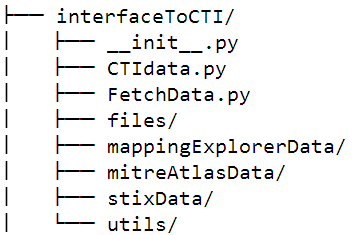 ├── interfaceToCTI/
│   ├── __init__.py
│   ├── CTIdata.py
│   ├── FetchData.py
│   ├── files/
│   ├── mappingExplorerData/
│   ├── mitreAtlasData/
│   ├── stixData/
│   └── utils/